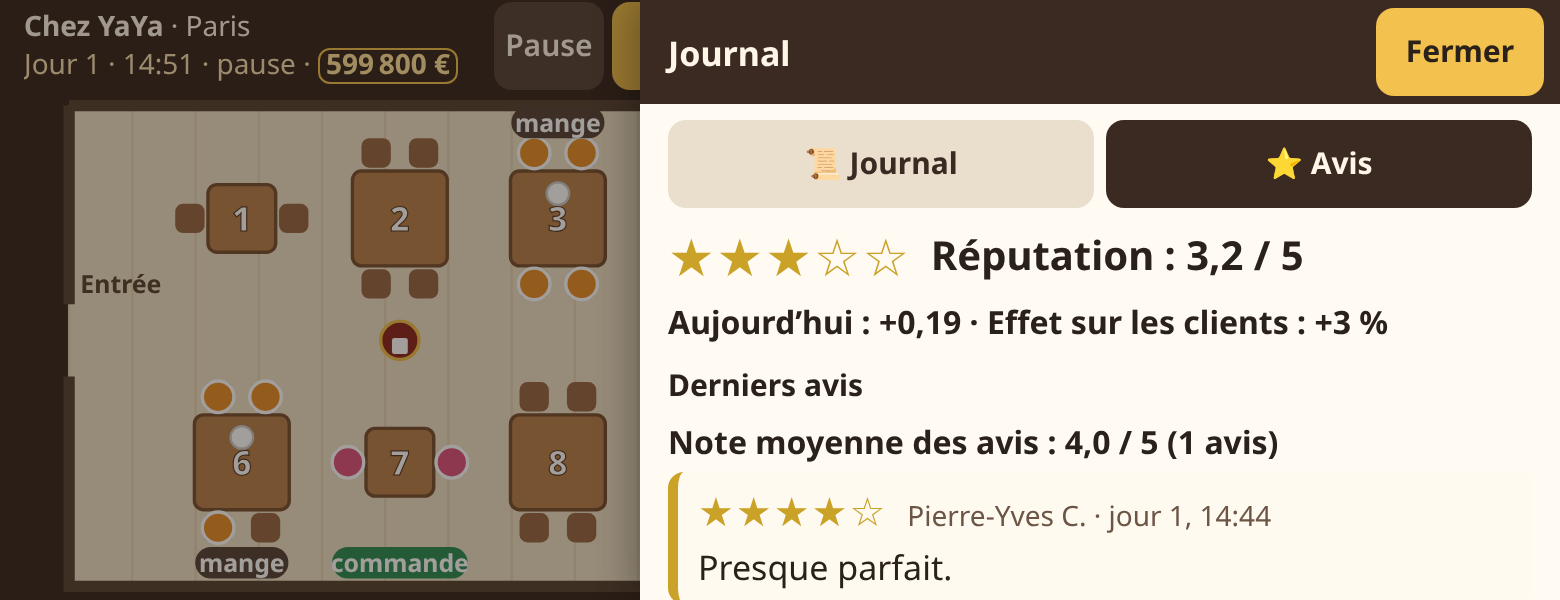 Chez YaYa · Paris
Jour 1 · 14:51 · pause · 599 800 €
Pause
mange
1
2
3
Entrée
6
7
8
mange
commande
Journal
Fermer
📜 Journal
⭐ Avis
★★★☆☆ Réputation : 3,2 / 5
Aujourd’hui : +0,19 · Effet sur les clients : +3 %
Derniers avis
Note moyenne des avis : 4,0 / 5 (1 avis)
★★★★☆ Pierre-Yves C. · jour 1, 14:44
Presque parfait.